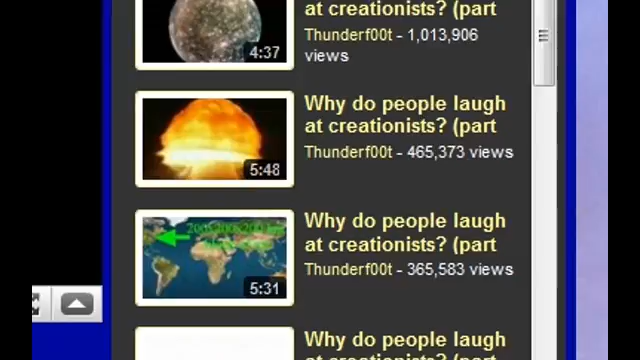 at creationists? (part
Thunderf00t - 1,013,906
views
4:37
Why do people laugh
at creationists? (part
Thunderf00t - 465,373 views
5:48
Why do people laugh
at creationists? (part
Thunderf00t - 365,583 views
5:31
Why do people laugh